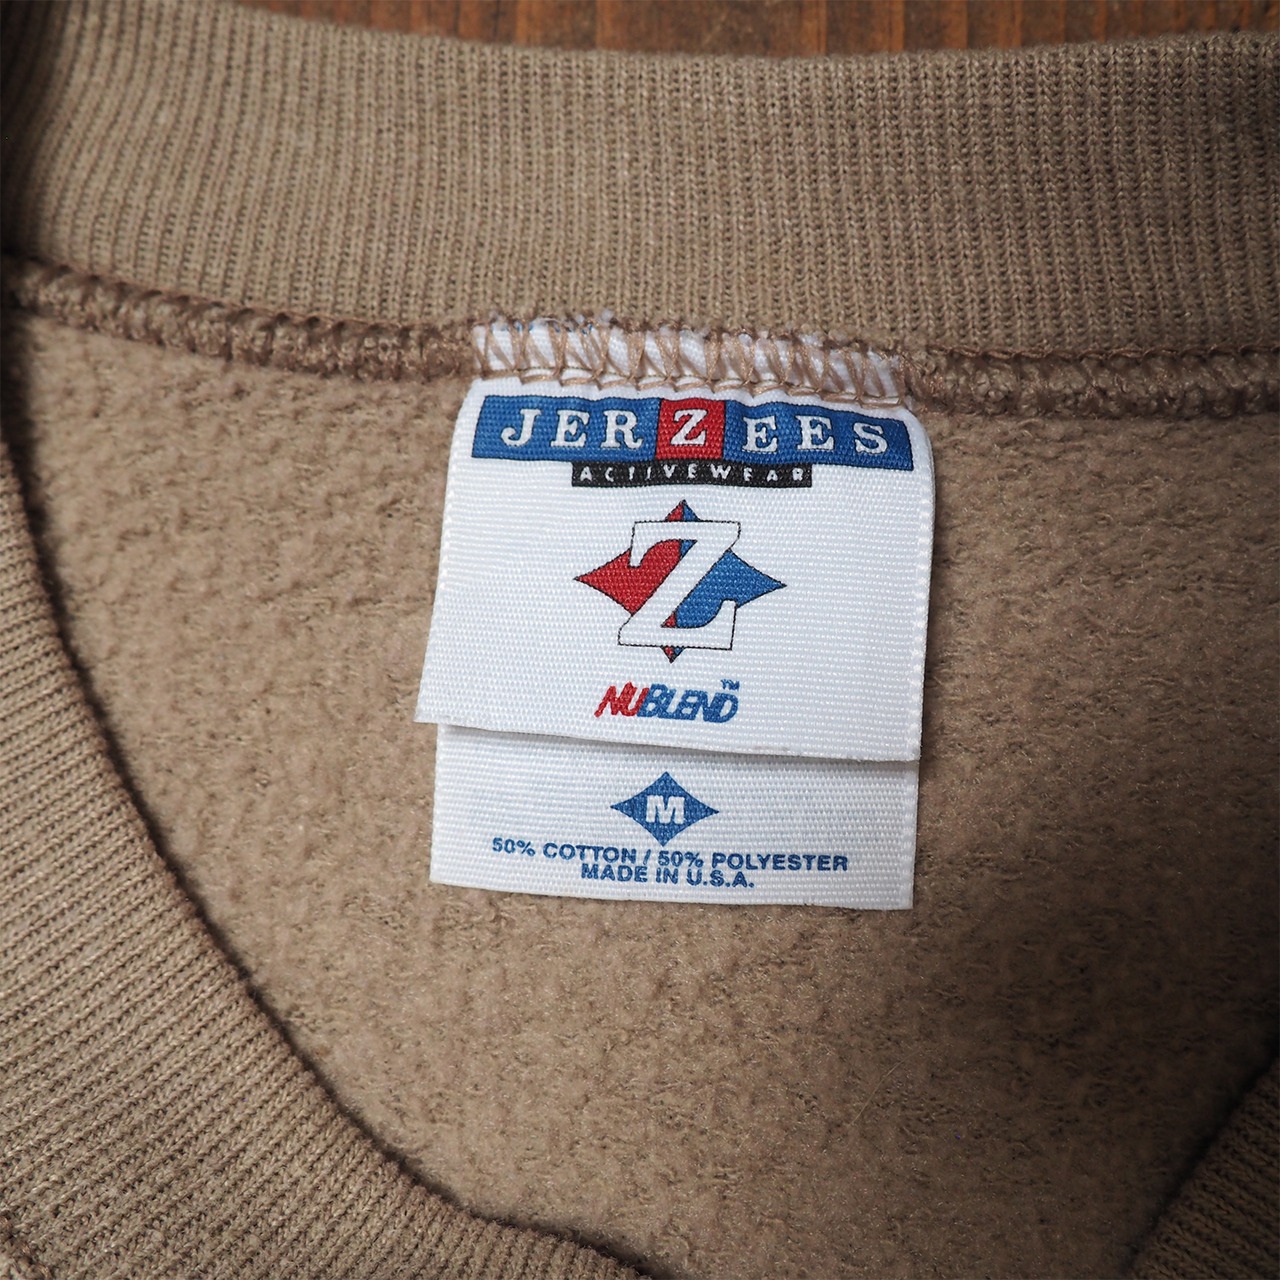 JERZEES
ACTIVEWEAR
Z
NUBLEND™
M
50% COTTON / 50% POLYESTER
MADE IN U.S.A.